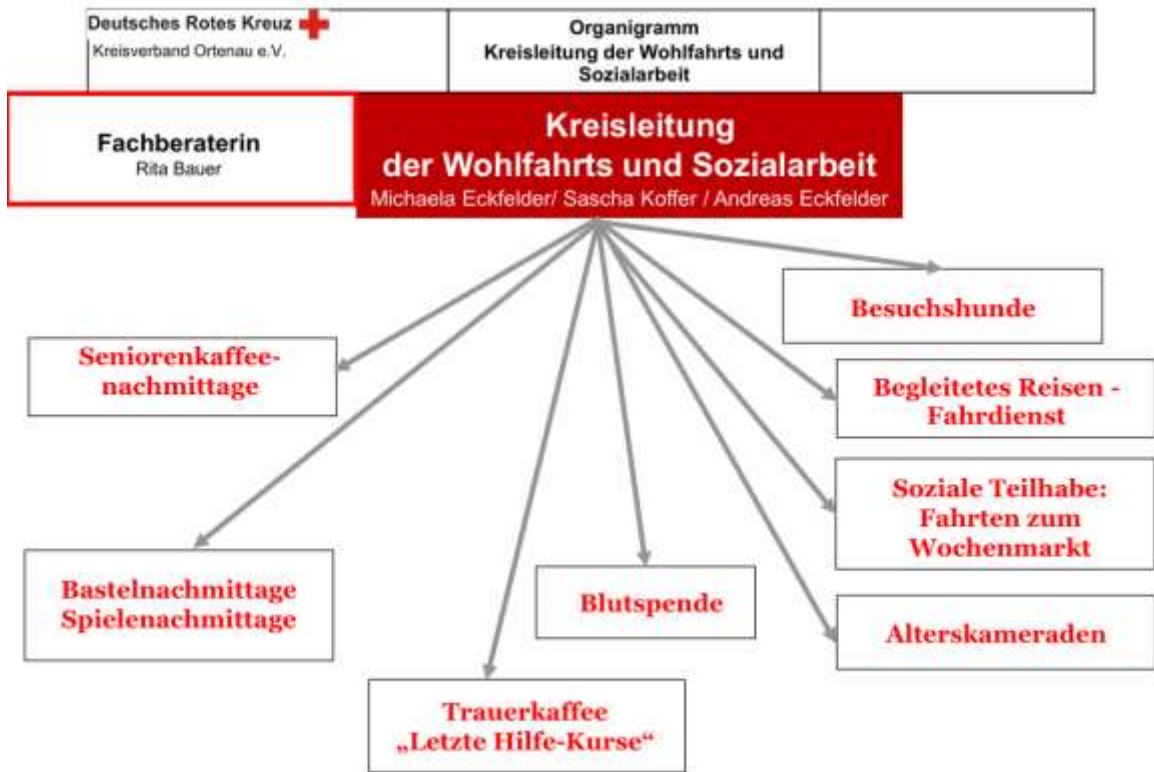 Deutsches Rotes Kreuz
Kreisverband Ortenau e.V.
Organigramm
Kreisleitung der Wohlfahrts und
Sozialarbeit
Fachberaterin
Rita Bauer
Kreisleitung
der Wohlfahrts und Sozialarbeit
Michaela Eckfelder/ Sascha Koffer / Andreas Eckfelder
Besuchshunde
Seniorenkaffee-
nachmittage
Begleitetes Reisen -
Fahrdienst
Soziale Teilhabe:
Fahrten zum
Wochenmarkt
Bastelnachmittage
Spielenachmittage
Blutspende
Alterskameraden
Trauerkaffee
„Letzte Hilfe-Kurse“